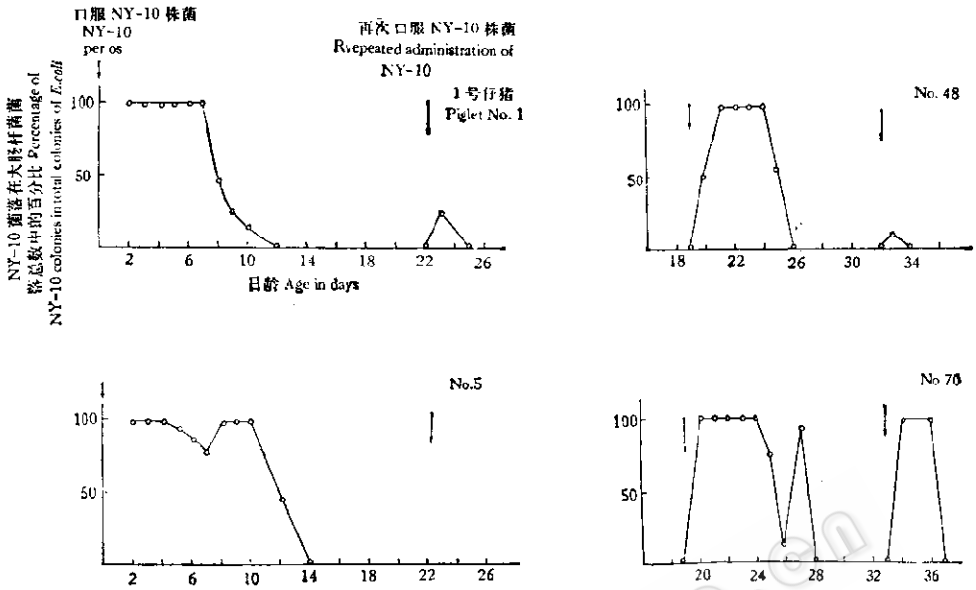 口服 NY-10 株菌
NY-10
per os
再次口服 NY-10 株菌
Rvepeated administration of
NY-10
1 号仔猪
Piglet No. 1
NY-10 菌落在大肠杆菌菌
落总数中的百分比 Percentage of
NY-10 colonies in total colonies of E.coli
100
50
2
6
10
14
18
22
26
日龄 Age in days
No. 48
100
50
18
22
26
30
34
No.5
100
50
2
6
10
14
18
22
26
No
100
50
20
24
28
32
36